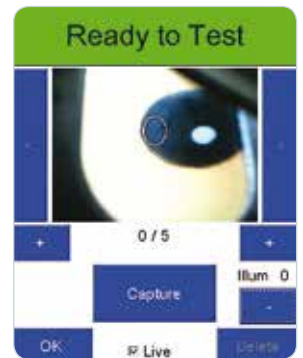 Ready to Test
- -
0 / 5
+ +
Illum 0
Capture
-
OK Live Delete